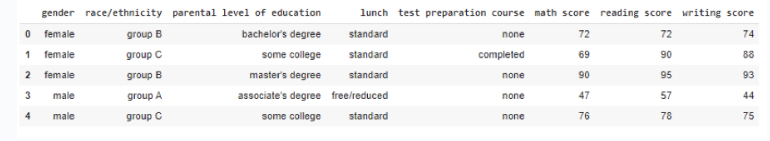 gender race/ethnicity parental level of education lunch test preparation course math score reading score writing score
0 female group B bachelor's degree standard none 72 72 74
1 female group C some college standard completed 69 90 88
2 female group B master's degree standard none 90 95 93
3 male group A associate's degree free/reduced none 47 57 44
4 male group C some college standard none 76 78 75